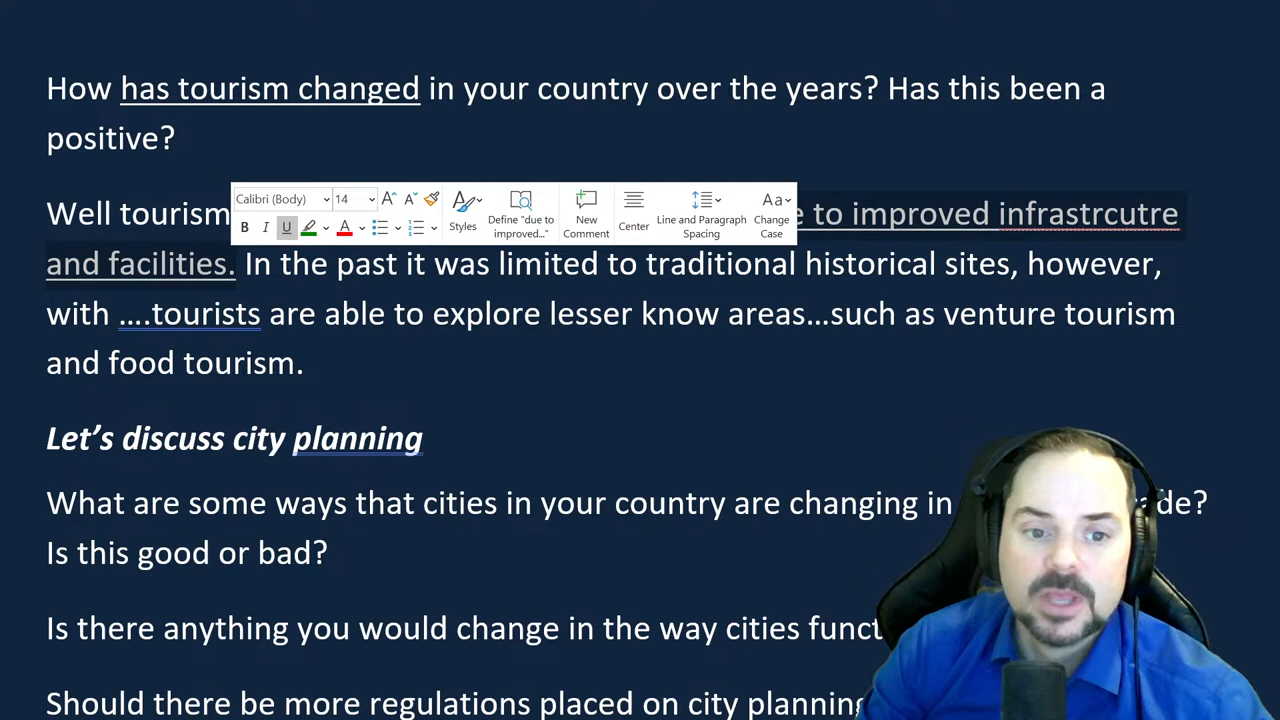 How has tourism changed in your country over the years? Has this been a
positive?
Calibri (Body) 14 A A Styles Define "due to improved..." New Comment Center Line and Paragraph Spacing Aa Change Case
B I U A
Well tourism e to improved infrastrcutre
and facilities. In the past it was limited to traditional historical sites, however,
with ….tourists are able to explore lesser know areas…such as venture tourism
and food tourism.
Let's discuss city planning
What are some ways that cities in your country are changing in de?
Is this good or bad?
Is there anything you would change in the way cities funct
Should there be more regulations placed on city planning